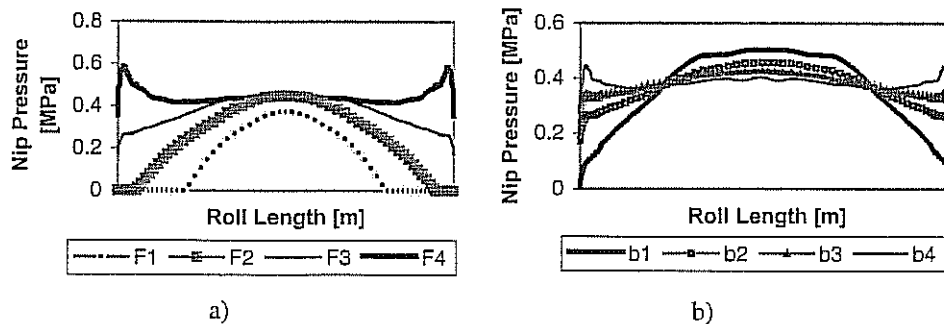 0.8
0.6
0.4
0.2
0
Nip Pressure
[MPa]
Roll Length [m]
F1 F2 F3 F4
a)
0.6
0.4
0.2
0
Nip Pressure [MPa]
Roll Length [m]
b1 b2 b3 b4
b)